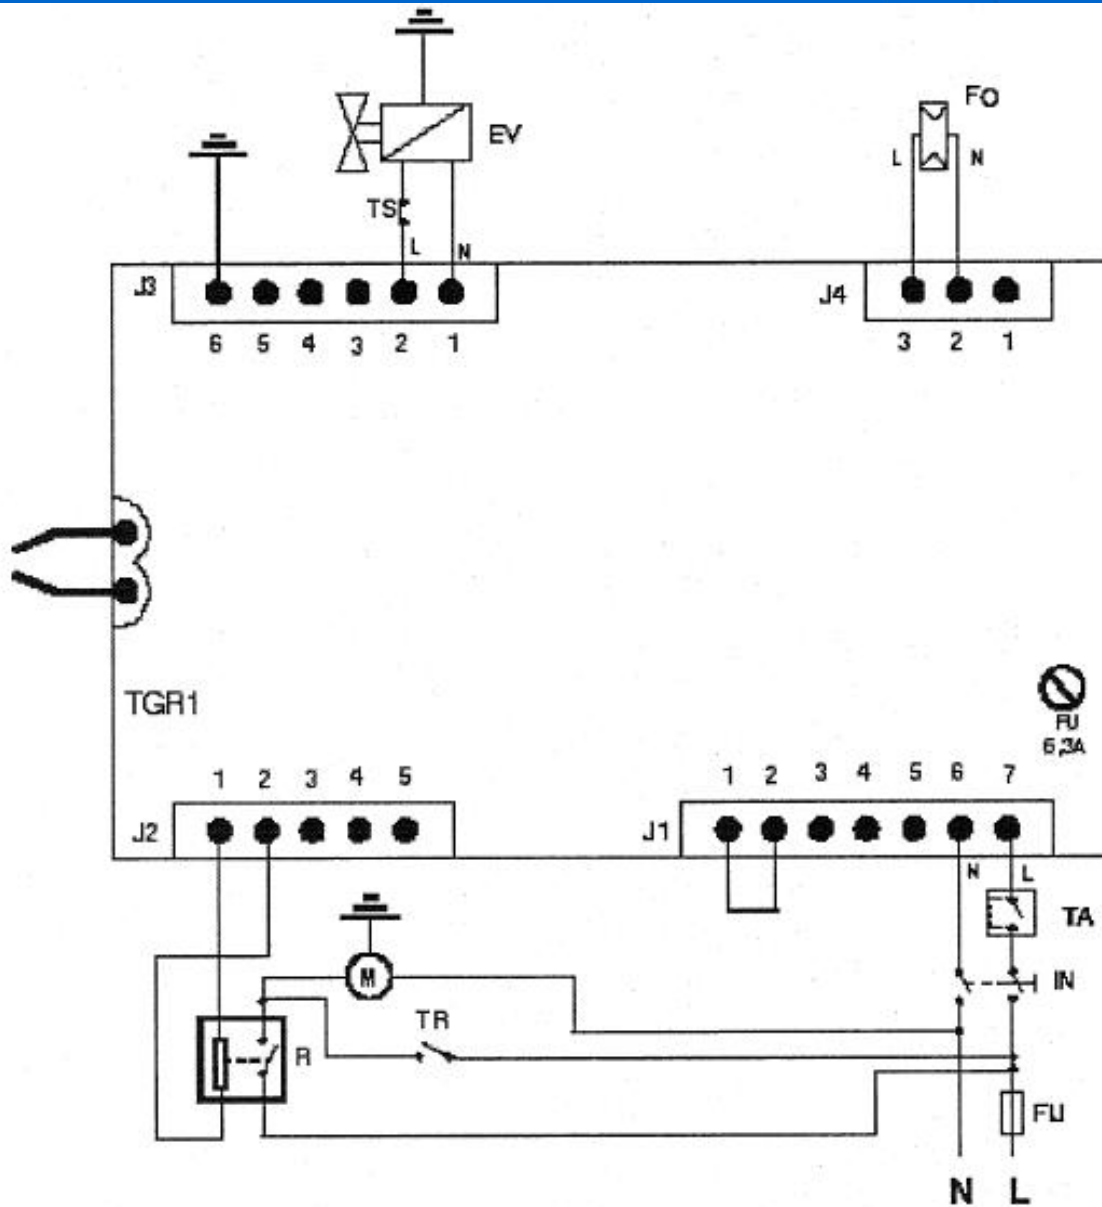 EV
FO
L N
TS
L N
J3
J4
6 5 4 3 2 1
3 2 1
TGR1
FU
6,3A
1 2 3 4 5
1 2 3 4 5 6 7
J2
J1
N L
TA
M
IN
TR
R
FU
N L